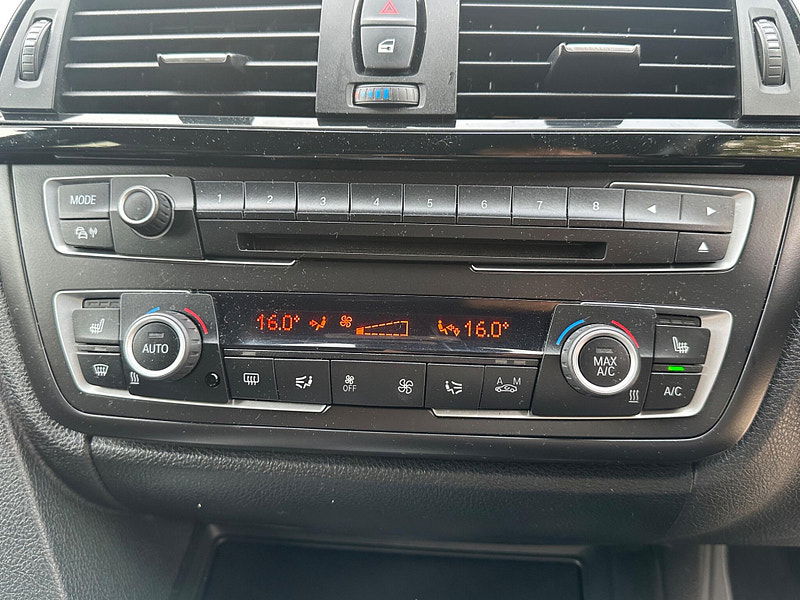 MODE
1 2 3 4 5 6 7 8
16.0° 16.0°
AUTO
MAX
A/C
OFF
A M
A/C